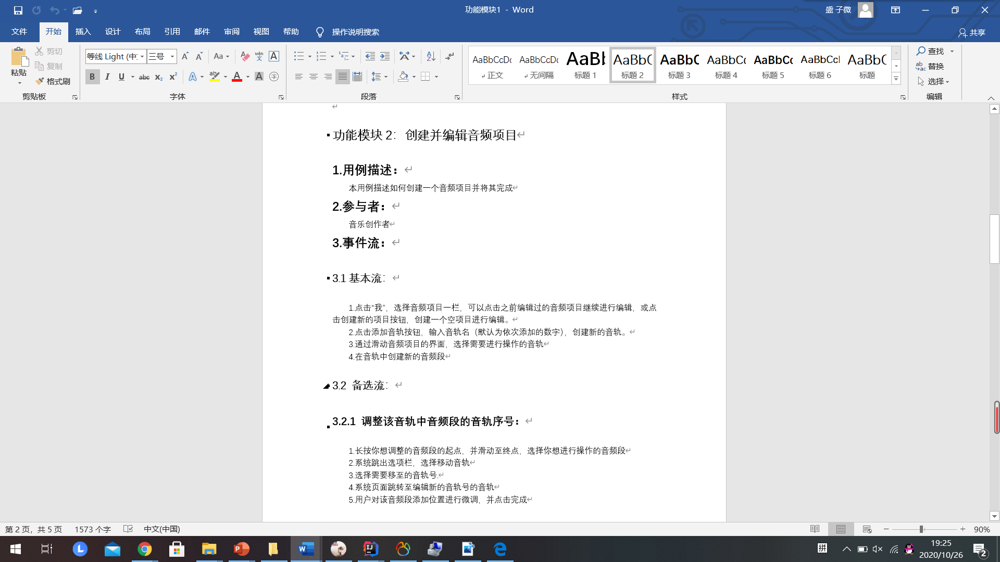 功能模块1 - Word
盛 子微
文件 开始 插入 设计 布局 引用 邮件 审阅 视图 帮助 操作说明搜索 共享
粘贴 剪切 复制 格式刷
剪贴板
等线 Light (中 三号
Aa
wén 文 A
B I U abc x₂ x² A aby A A 字
字体
段落
AaBbCcDc 正文
AaBbCcDc 无间隔
AaBb 标题 1
AaBbC 标题 2
AaBbC 标题 3
AaBbCc 标题 4
AaBbCc 标题 5
AaBbCcl 标题 6
AaBbC 标题
样式
查找
替换
选择
编辑
功能模块 2：创建并编辑音频项目
1.用例描述：
本用例描述如何创建一个音频项目并将其完成
2.参与者：
音乐创作者
3.事件流：
3.1 基本流：
1.点击“我”，选择音频项目一栏，可以点击之前编辑过的音频项目继续进行编辑，或点
击创建新的项目按钮，创建一个空项目进行编辑。
2.点击添加音轨按钮，输入音轨名（默认为依次添加的数字），创建新的音轨。
3.通过滑动音频项目的界面，选择需要进行操作的音轨
4.在音轨中创建新的音频段
3.2 备选流：
3.2.1 调整该音轨中音频段的音轨序号：
1.长按你想调整的音频段的起点，并滑动至终点，选择你想进行操作的音频段
2.系统跳出选项栏，选择移动音轨
3.选择需要移至的音轨号.
4.系统页面跳转至编辑新的音轨号的音轨
5.用户对该音频段添加位置进行微调，并点击完成
第 2 页，共 5 页 1573 个字 中文(中国) 90%
拼
19:25
2020/10/26
2